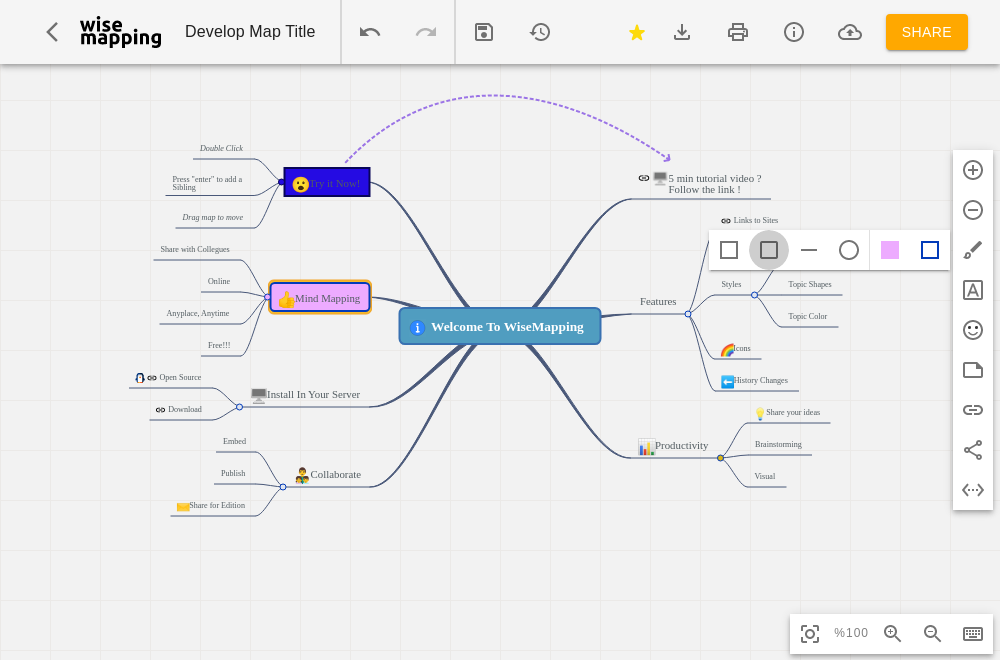 wise
mapping
Develop Map Title
SHARE
Double Click
Press "enter" to add a
Sibling
Drag map to move
Try it Now!
Share with Collegues
Online
Anyplace, Anytime
Free!!!
Mind Mapping
Open Source
Download
Install In Your Server
Embed
Publish
Share for Edition
Collaborate
Welcome To WiseMapping
5 min tutorial video ?
Follow the link !
Links to Sites
Styles
Topic Shapes
Topic Color
Features
Icons
History Changes
Productivity
Share your ideas
Brainstorming
Visual
%100